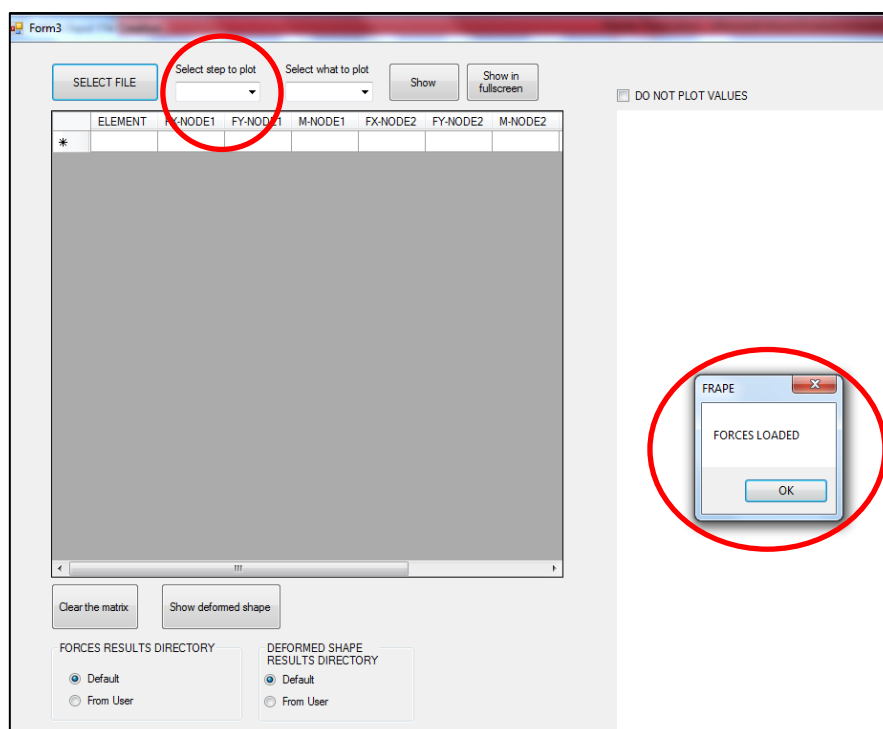 Form3
SELECT FILE
Select step to plot
Select what to plot
Show
Show in
fullscreen
DO NOT PLOT VALUES
ELEMENT FX-NODE1 FY-NODE1 M-NODE1 FX-NODE2 FY-NODE2 M-NODE2
FRAPE
FORCES LOADED
OK
Clear the matrix
Show deformed shape
FORCES RESULTS DIRECTORY
Default
From User
DEFORMED SHAPE
RESULTS DIRECTORY
Default
From User